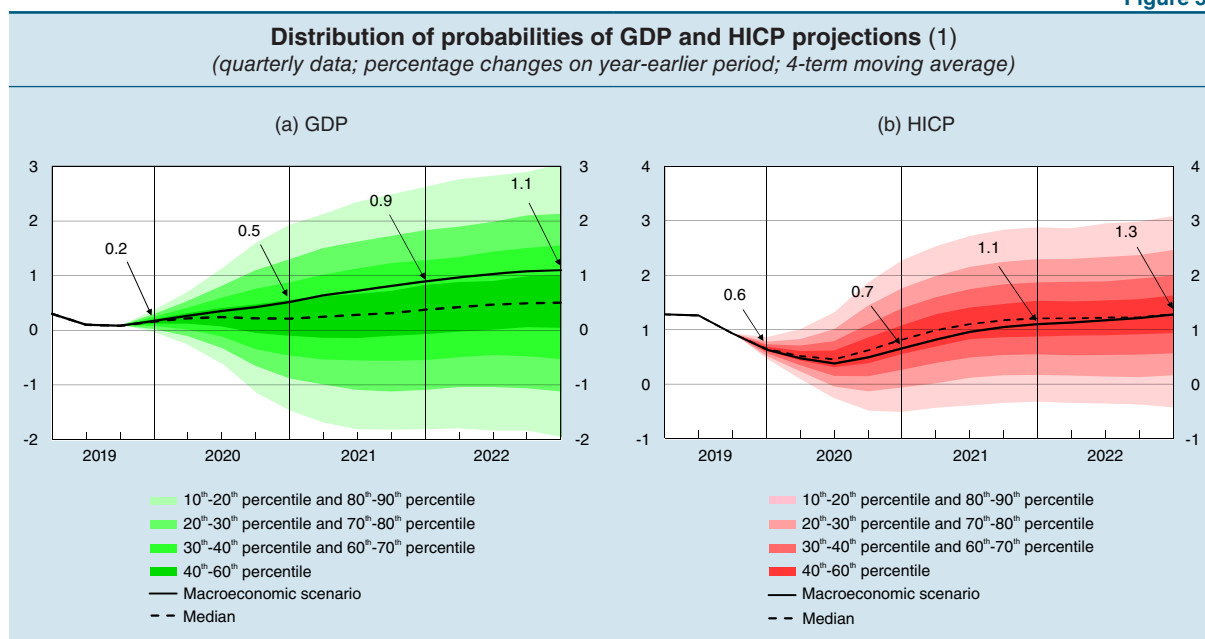 Figure 3
Distribution of probabilities of GDP and HICP projections (1)
(quarterly data; percentage changes on year-earlier period; 4-term moving average)
(a) GDP
3
2
1
0
-1
-2
3
2
1
0
-1
-2
0.2
0.5
0.9
1.1
2019
2020
2021
2022
10th-20th percentile and 80th-90th percentile
20th-30th percentile and 70th-80th percentile
30th-40th percentile and 60th-70th percentile
40th-60th percentile
Macroeconomic scenario
Median
(b) HICP
4
3
2
1
0
-1
4
3
2
1
0
-1
0.6
0.7
1.1
1.3
2019
2020
2021
2022
10th-20th percentile and 80th-90th percentile
20th-30th percentile and 70th-80th percentile
30th-40th percentile and 60th-70th percentile
40th-60th percentile
Macroeconomic scenario
Median